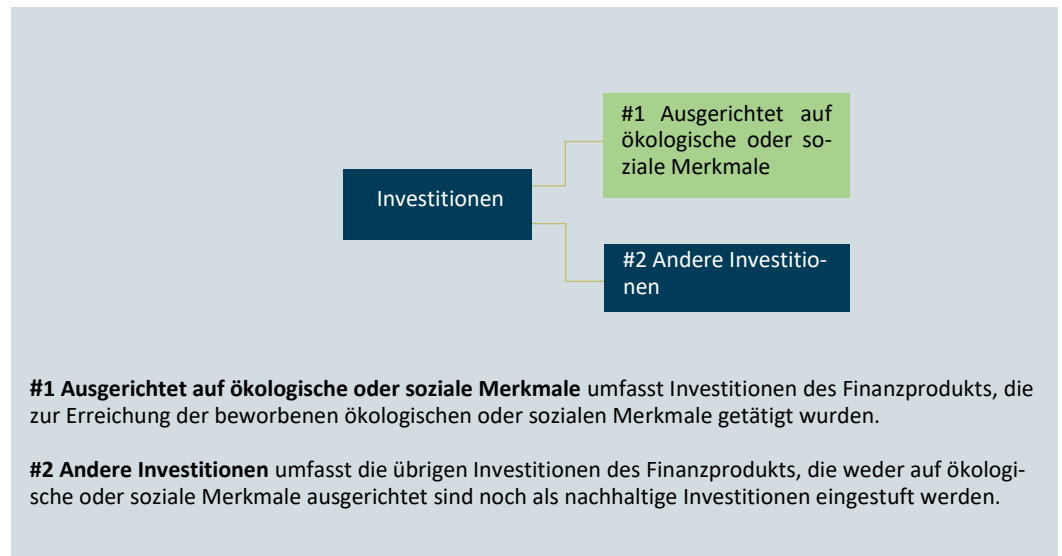 #1 Ausgerichtet auf
ökologische oder so-
ziale Merkmale
Investitionen
#2 Andere Investitio-
nen
#1 Ausgerichtet auf ökologische oder soziale Merkmale umfasst Investitionen des Finanzprodukts, die
zur Erreichung der beworbenen ökologischen oder sozialen Merkmale getätigt wurden.
#2 Andere Investitionen umfasst die übrigen Investitionen des Finanzprodukts, die weder auf ökologi-
sche oder soziale Merkmale ausgerichtet sind noch als nachhaltige Investitionen eingestuft werden.